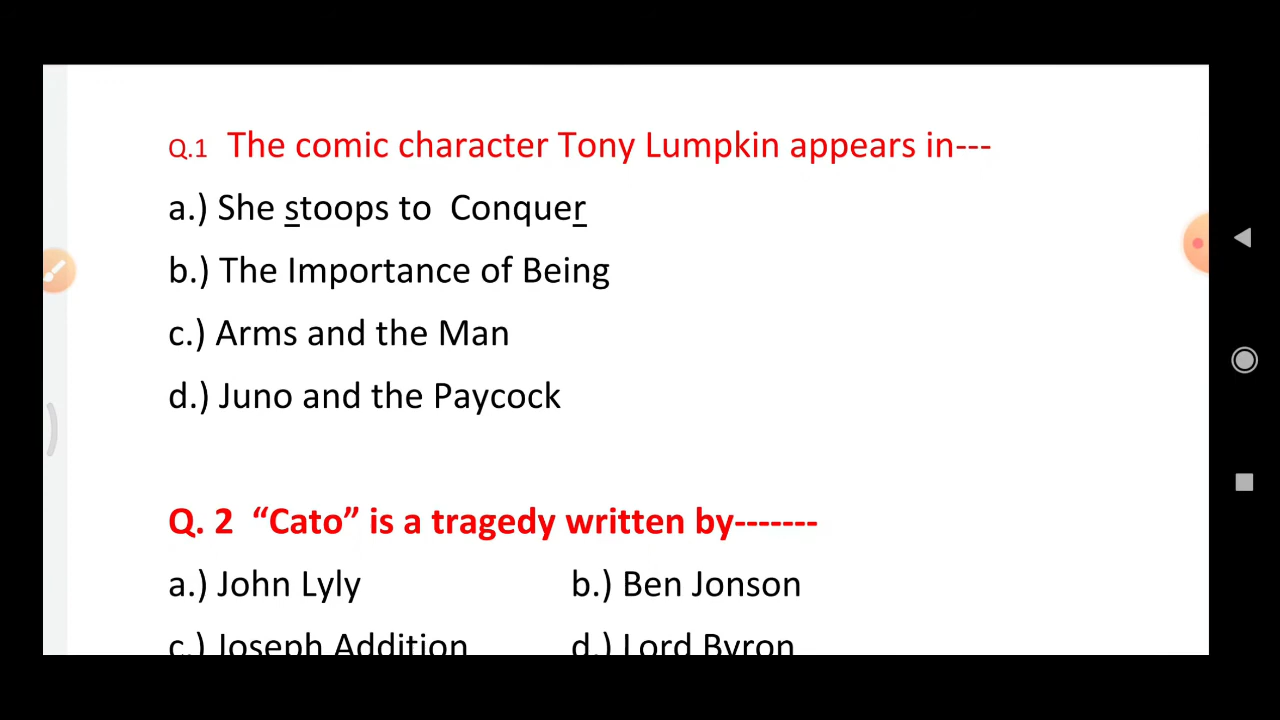 Q.1 The comic character Tony Lumpkin appears in---
a.) She stoops to Conquer
b.) The Importance of Being
c.) Arms and the Man
d.) Juno and the Paycock
Q. 2 “Cato” is a tragedy written by-------
a.) John Lyly b.) Ben Jonson
c.) Joseph Addition d.) Lord Byron